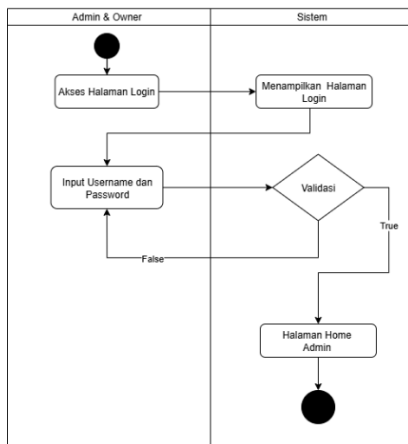 Admin & Owner
Sistem
Akses Halaman Login
Menampilkan Halaman
Login
Input Username dan
Password
Validasi
True
False
Halaman Home
Admin